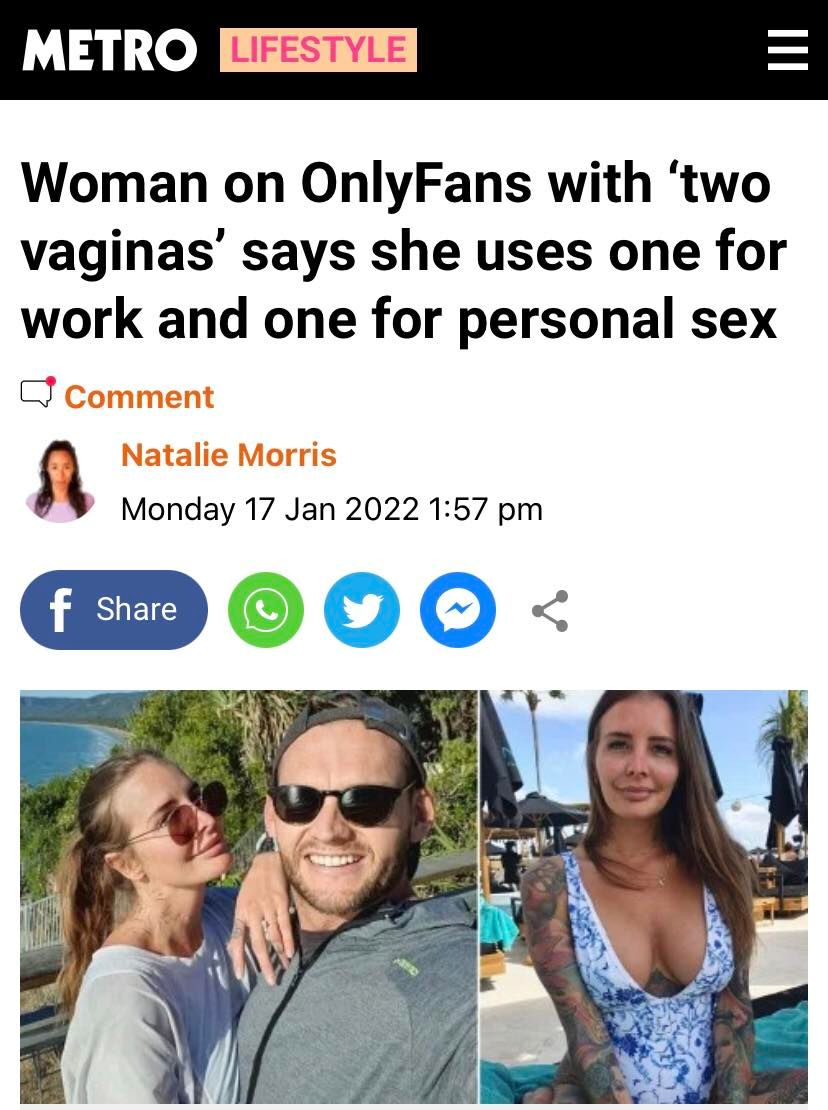 METRO LIFESTYLE
Woman on OnlyFans with ‘two
vaginas’ says she uses one for
work and one for personal sex
Comment
Natalie Morris
Monday 17 Jan 2022 1:57 pm
f Share